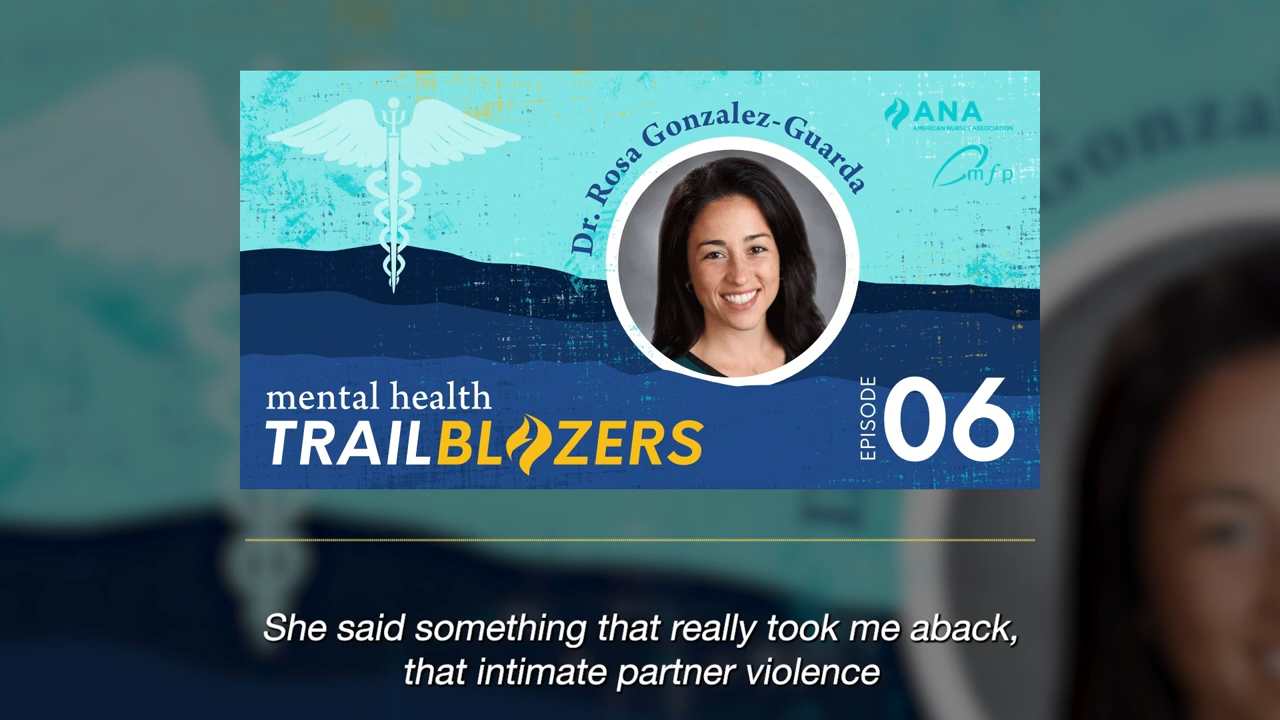 Dr. Rosa Gonzalez-Guarda
ANA
AMERICAN NURSES ASSOCIATION
mfp
mental health
TRAILBLAZERS
EPISODE
06
She said something that really took me aback,
that intimate partner violence